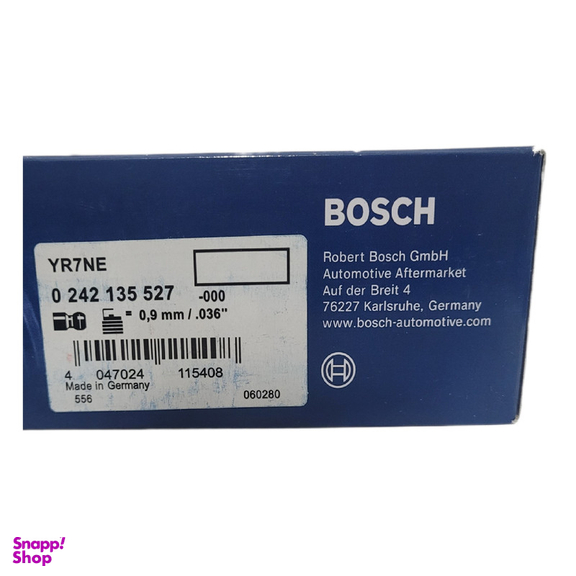 BOSCH
Robert Bosch GmbH
Automotive Aftermarket
Auf der Breit 4
76227 Karlsruhe, Germany
www.bosch-automotive.com
YR7NE
0 242 135 527 -000
= 0,9 mm / .036"
4 047024 115408
Made in Germany
556 060280
Snapp!
Shop